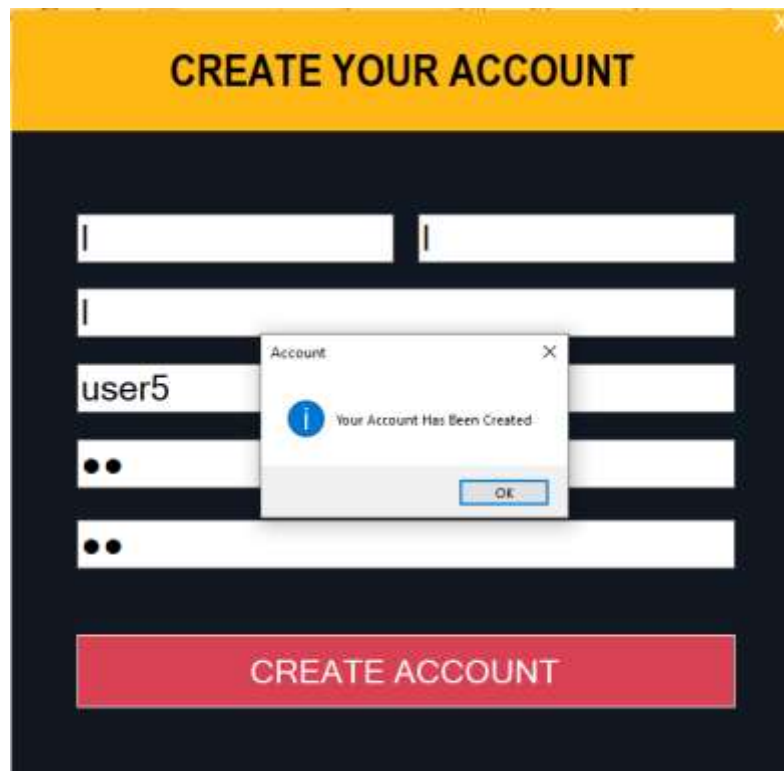 CREATE YOUR ACCOUNT
l
l
l
user5
●●
●●
Account
Your Account Has Been Created
OK
CREATE ACCOUNT